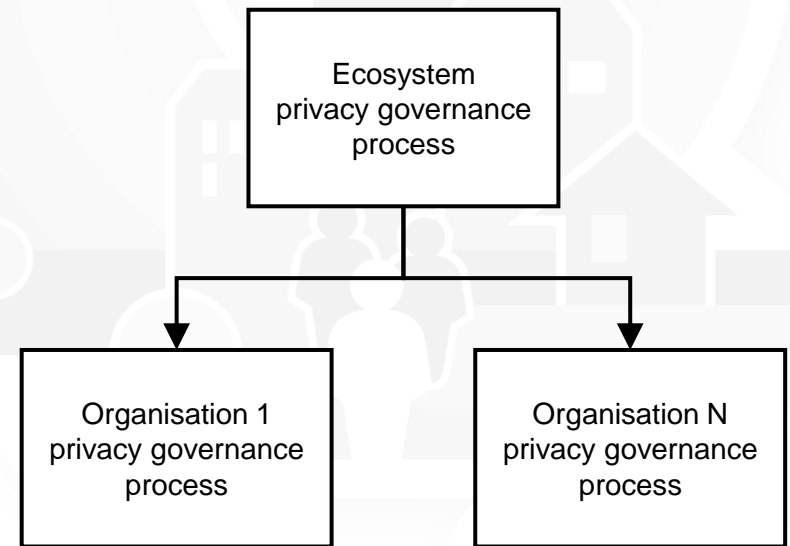 Ecosystem
privacy governance
process
Organisation 1
privacy governance
process
Organisation N
privacy governance
process